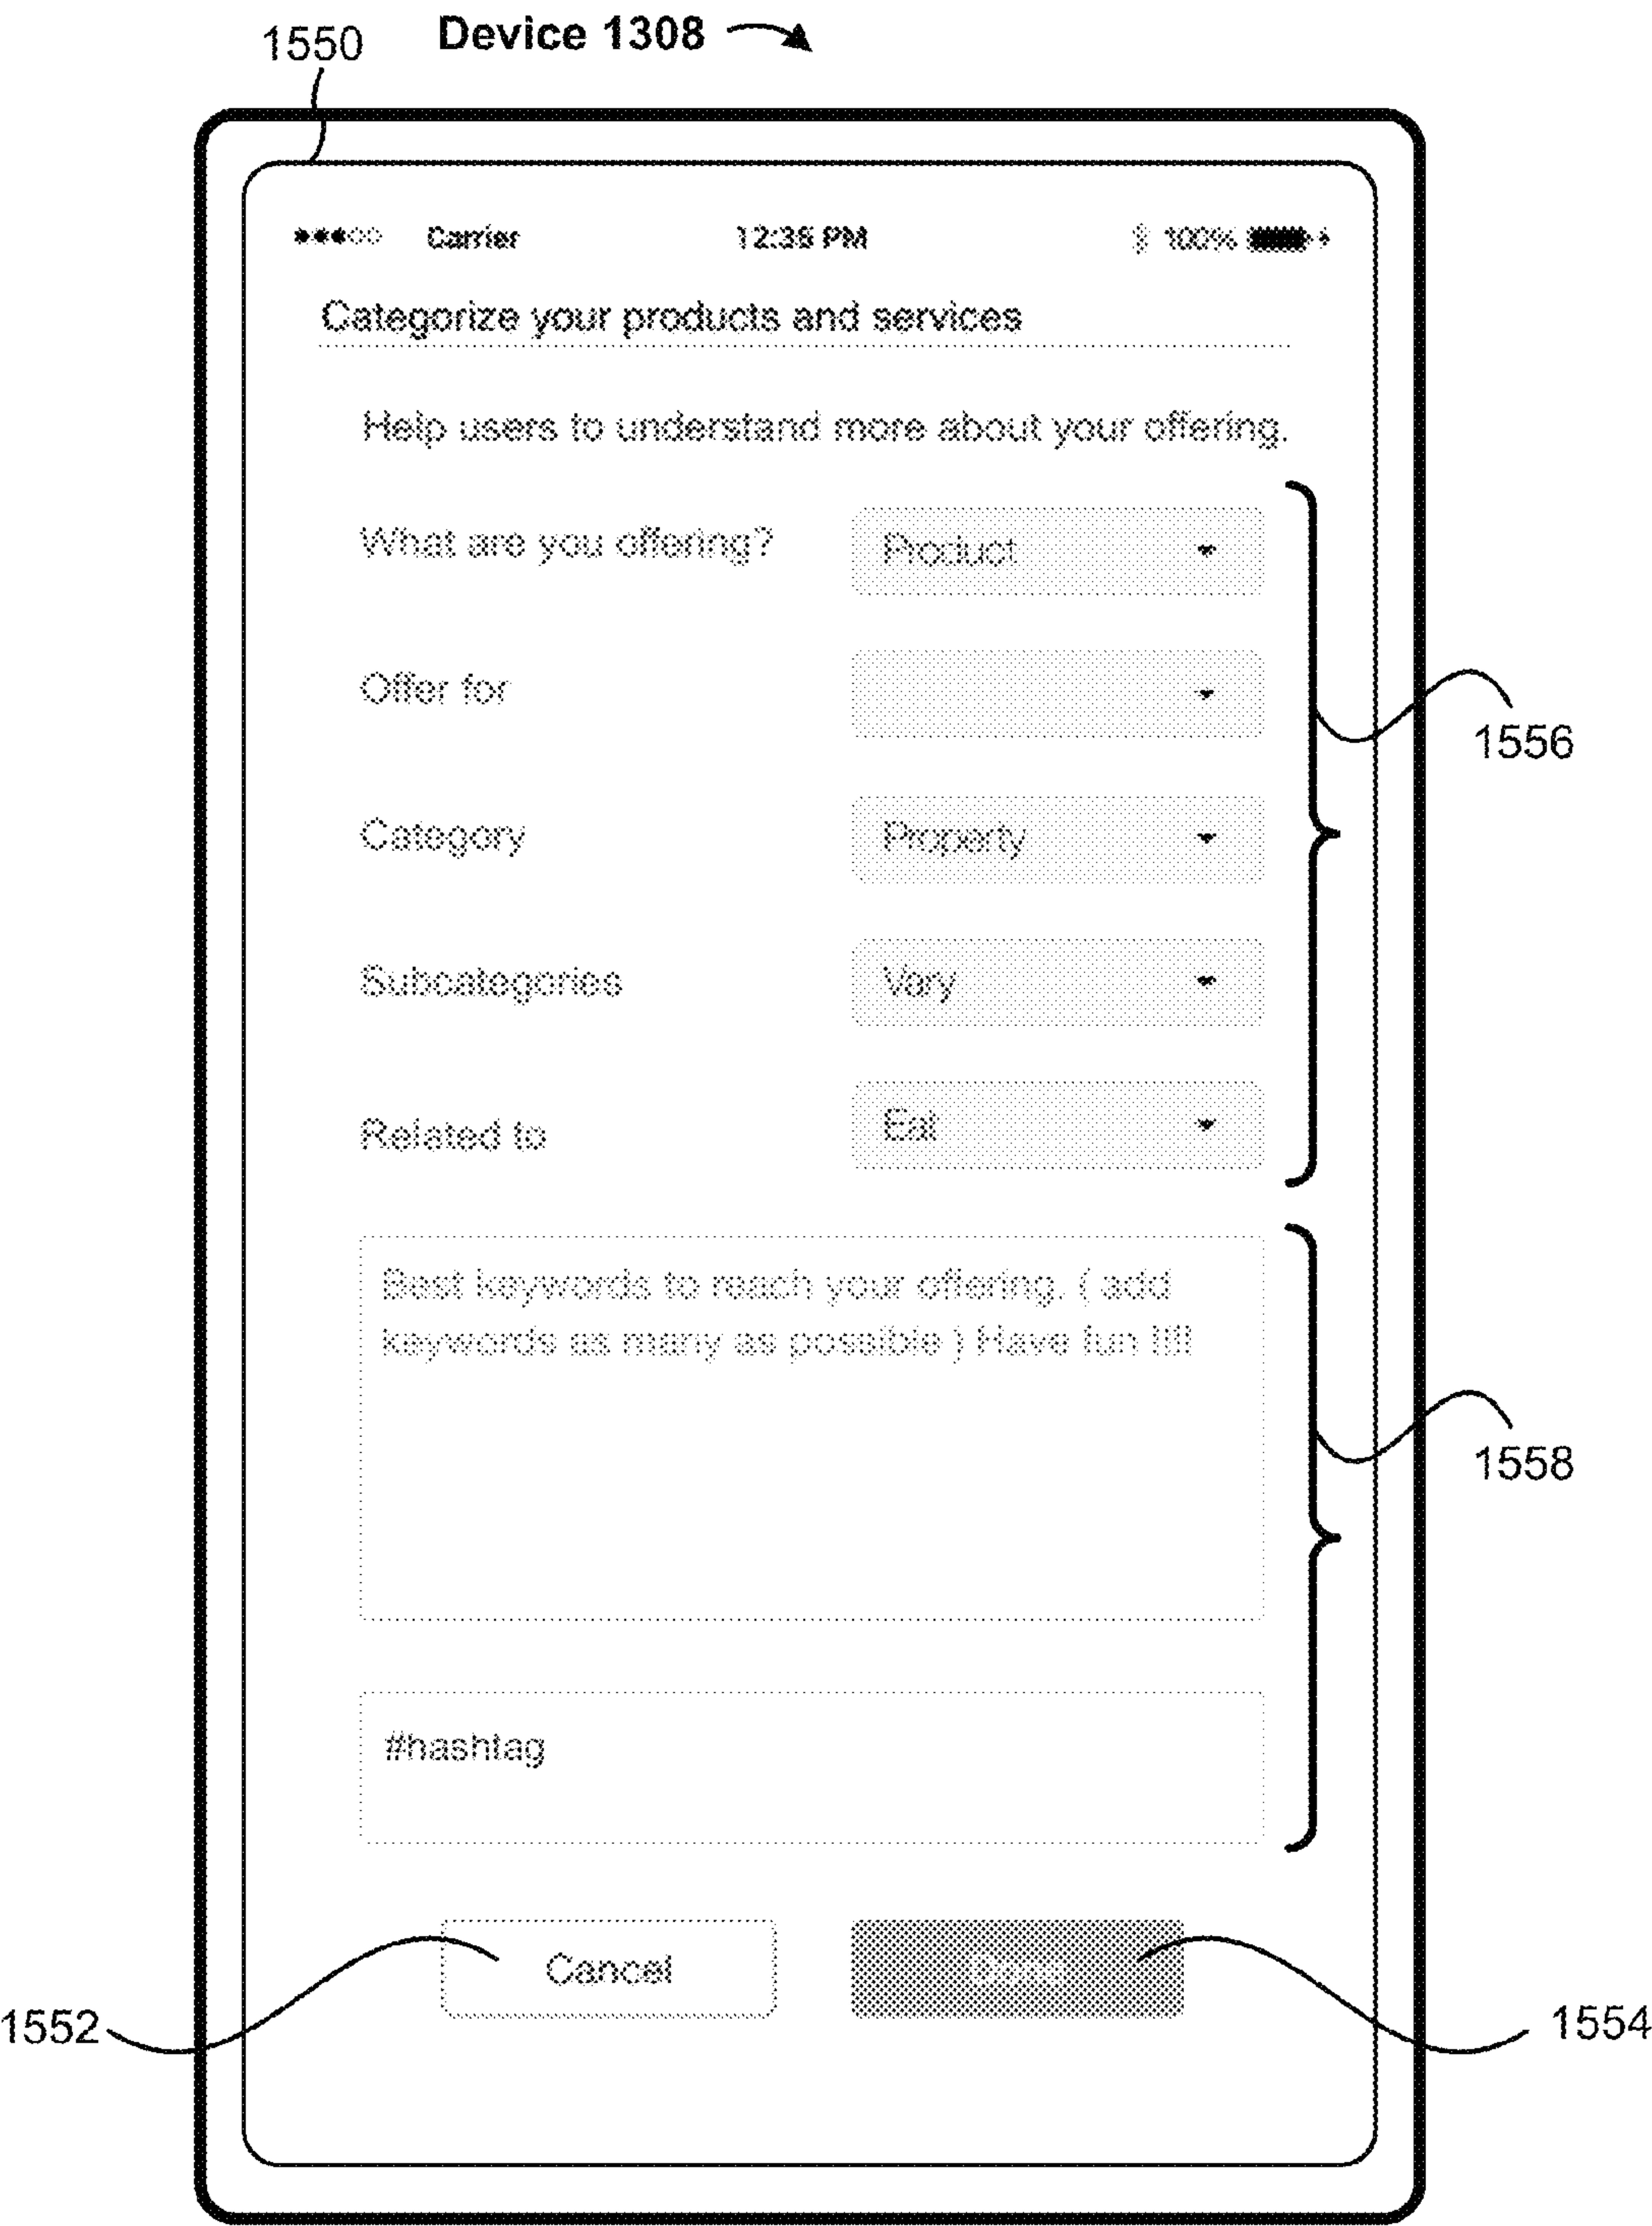 1550 Device 1308
Carrier 12:36 PM 100%
Categorize your products and services
Help users to understand more about your offering.
What are you offering? Product
Offer for
1556
Category Property
Subcategories Vary
Related to Eat
Best keywords to reach your offering. ( add
keywords as many as possible ) Have fun !!!!
1558
#hashtag
Cancel
1552
1554